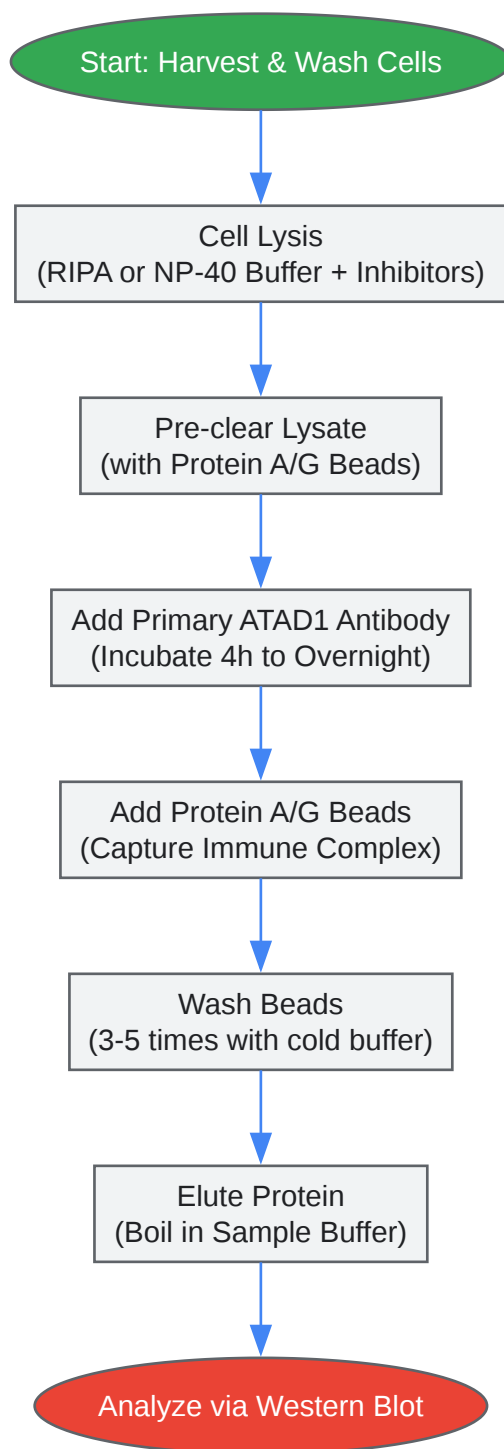 Start: Harvest & Wash Cells
Cell Lysis
(RIPA or NP-40 Buffer + Inhibitors)
Pre-clear Lysate
(with Protein A/G Beads)
Add Primary ATAD1 Antibody
(Incubate 4h to Overnight)
Add Protein A/G Beads
(Capture Immune Complex)
Wash Beads
(3-5 times with cold buffer)
Elute Protein
(Boil in Sample Buffer)
Analyze via Western Blot